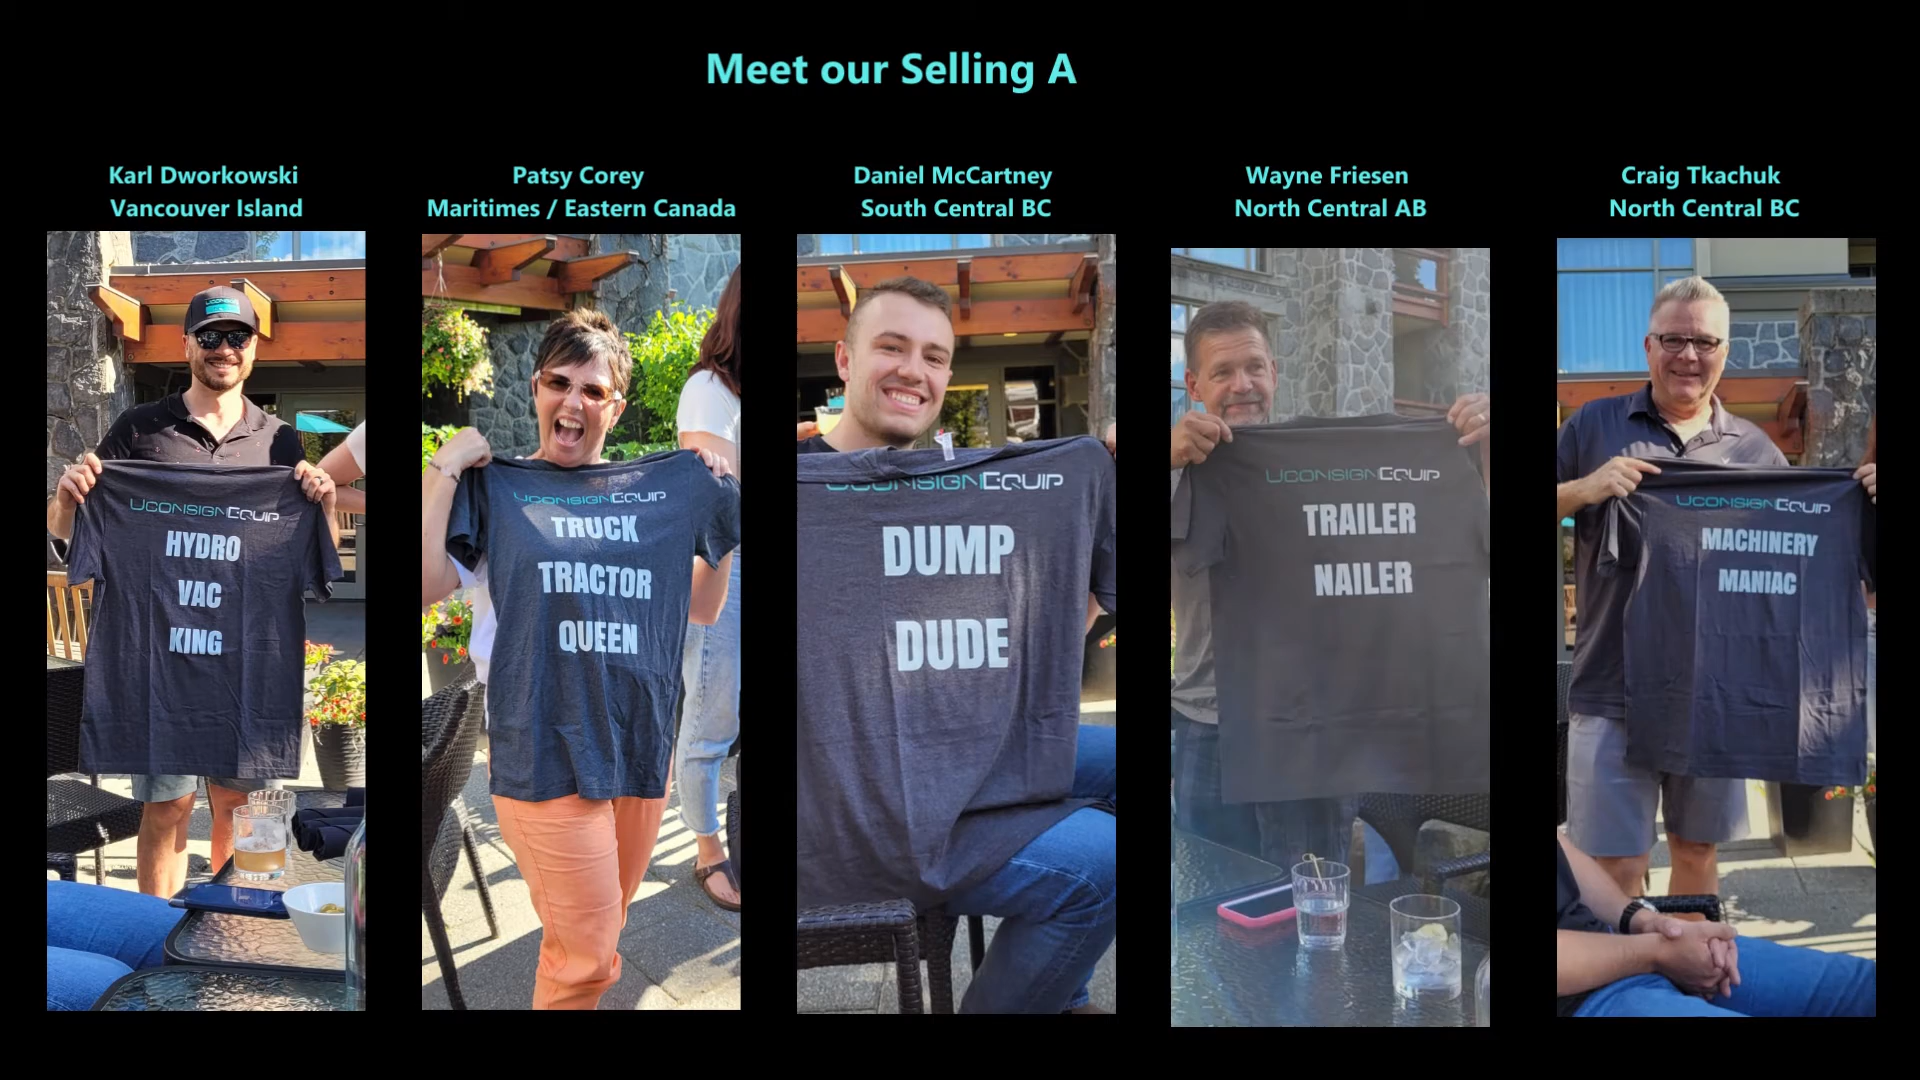 Meet our Selling A
Karl Dworkowski
Vancouver Island
Patsy Corey
Maritimes / Eastern Canada
Daniel McCartney
South Central BC
Wayne Friesen
North Central AB
Craig Tkachuk
North Central BC
UCONSIGNEQUIP
HYDRO
VAC
KING
UCONSIGNEQUIP
TRUCK
TRACTOR
QUEEN
UCONSIGNEQUIP
DUMP
DUDE
UCONSIGNEQUIP
TRAILER
NAILER
UCONSIGNEQUIP
MACHINERY
MANIAC